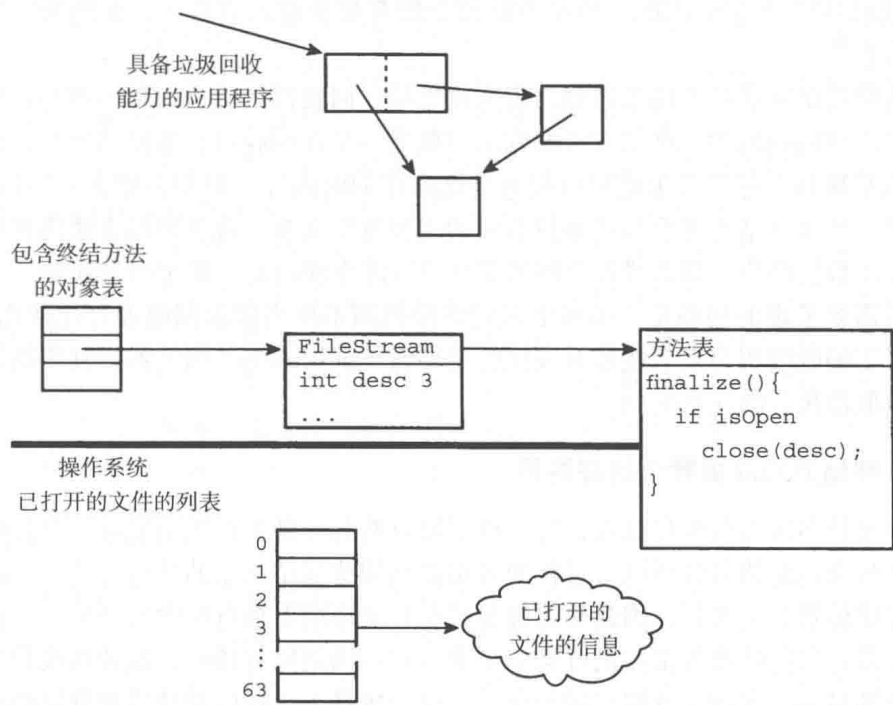 具备垃圾回收
能力的应用程序
包含终结方法
的对象表
FileStream
int desc 3
...
方法表
finalize(){
if isOpen
close(desc);
}
操作系统
已打开的文件的列表
0
1
2
3
⋮
63
已打开的
文件的信息